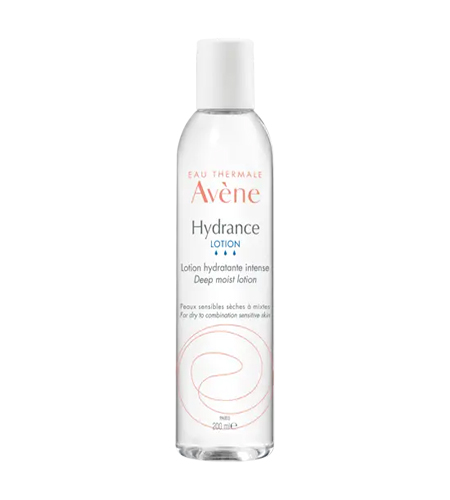 EAU THERMALE
Avène
Hydrance
LOTION
Lotion hydratante intense
Deep moist lotion
Peaux sensibles sèches à mixtes
For dry to combination sensitive skin
PARIS
200 ml e